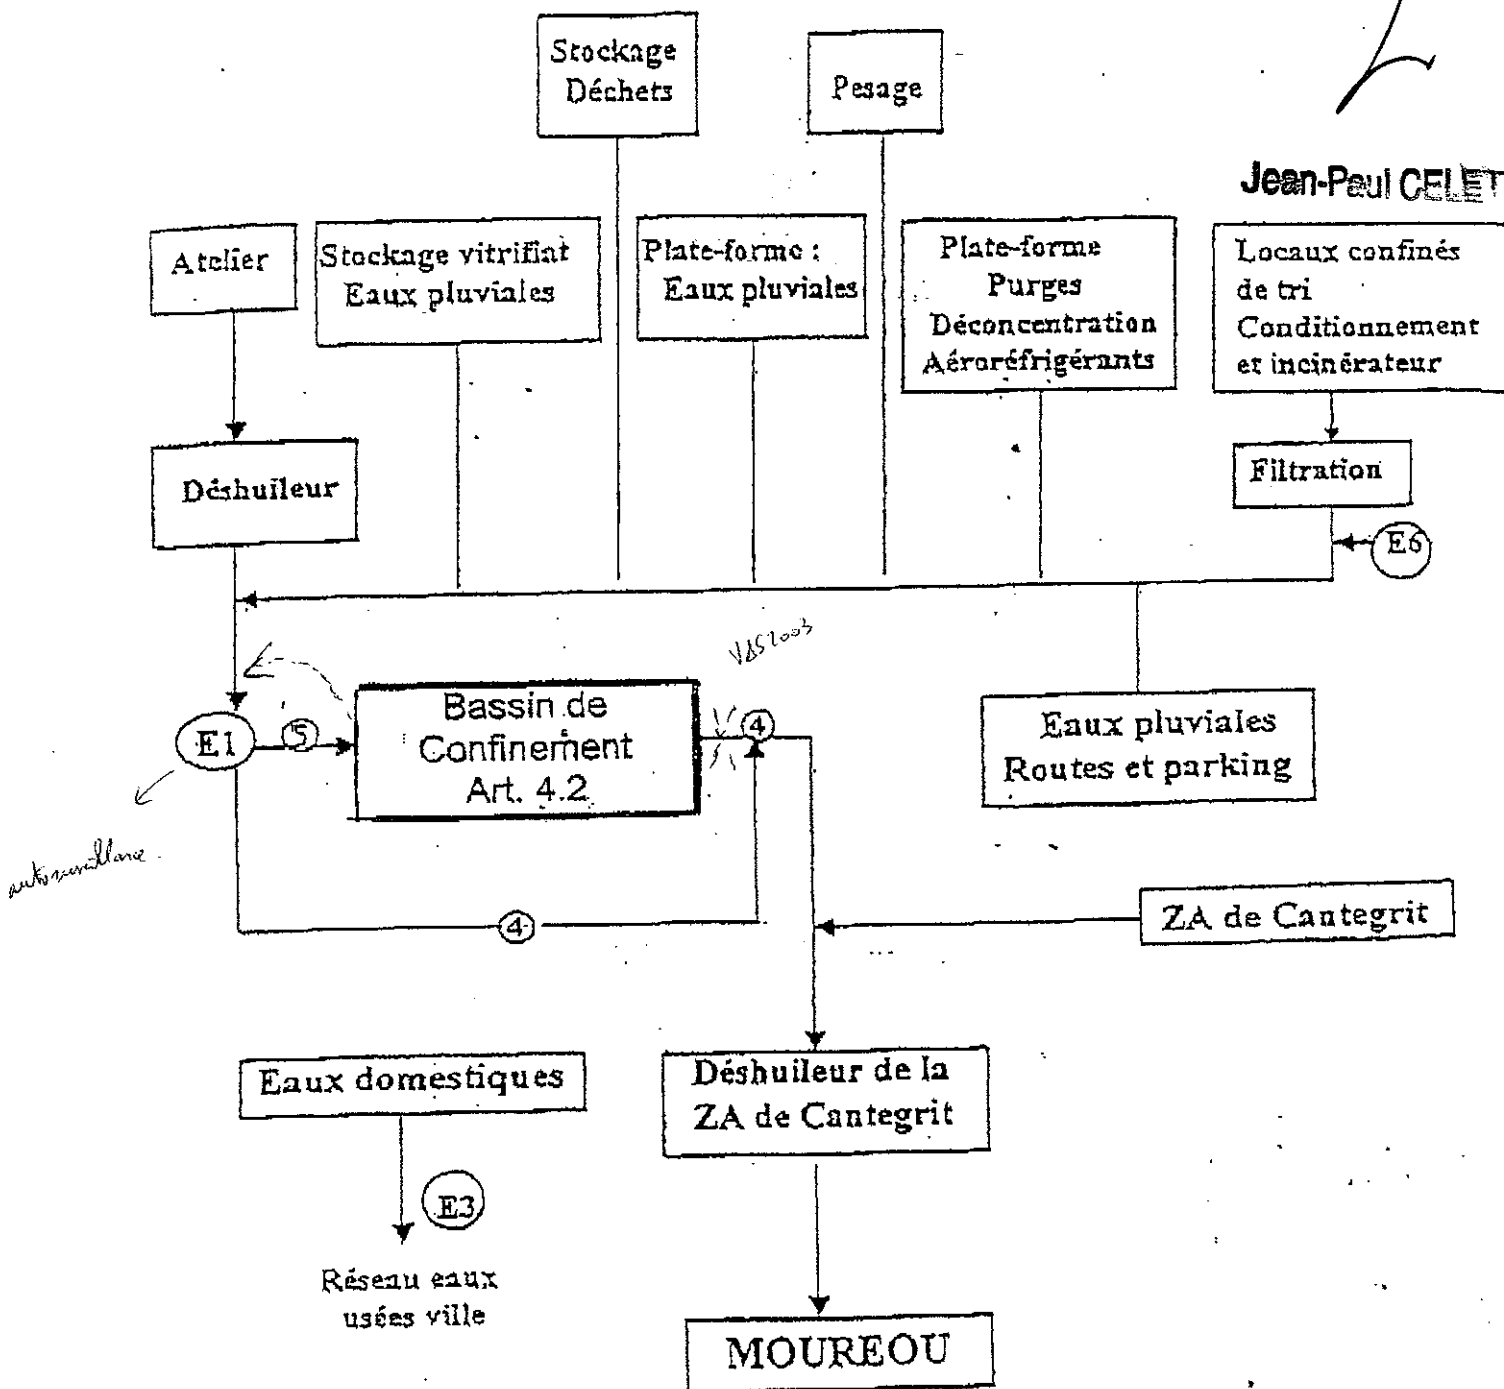 Stockage
Déchets
Pesage
Jean-Paul CELET
Atelier
Stockage vitrifiat
Eaux pluviales
Plate-forme :
Eaux pluviales
Plate-forme
Purges
Déconcentration
Aéroréfrigérants
Locaux confinés
de tri
Conditionnement
et incinérateur
Déshuileur
Filtration
E6
E1
5
Bassin de
Confinement
Art. 4.2
4
Eaux pluviales
Routes et parking
autosurveillance
4
ZA de Cantegrit
Eaux domestiques
Déshuileur de la
ZA de Cantegrit
E3
Réseau eaux
usées ville
MOUREOU